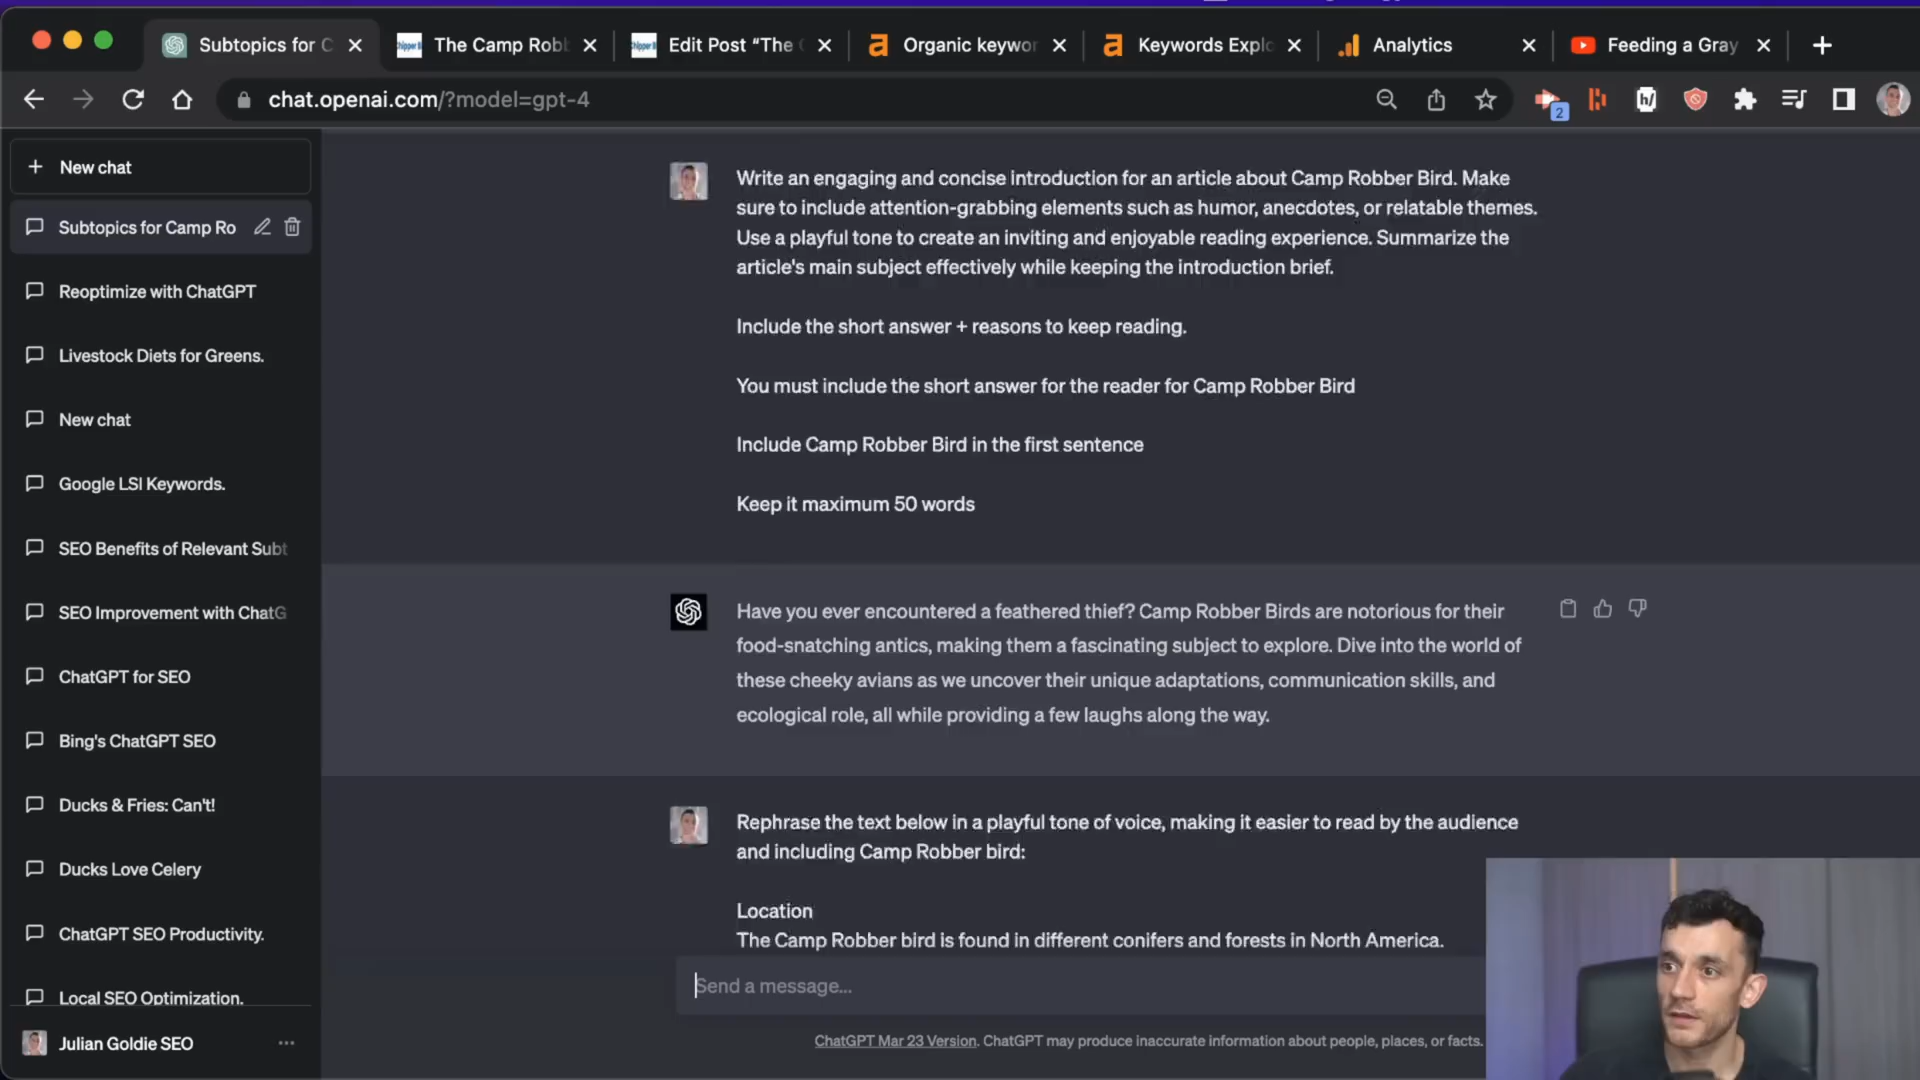 Subtopics for C
The Camp Rob
Edit Post “The
Organic keywor
Keywords Explo
Analytics
Feeding a Gray
chat.openai.com/?model=gpt-4
2
New chat
Subtopics for Camp Ro
Reoptimize with ChatGPT
Livestock Diets for Greens.
New chat
Google LSI Keywords.
SEO Benefits of Relevant Subt
SEO Improvement with ChatG
ChatGPT for SEO
Bing's ChatGPT SEO
Ducks & Fries: Can't!
Ducks Love Celery
ChatGPT SEO Productivity.
Local SEO Optimization.
Julian Goldie SEO
Write an engaging and concise introduction for an article about Camp Robber Bird. Make
sure to include attention-grabbing elements such as humor, anecdotes, or relatable themes.
Use a playful tone to create an inviting and enjoyable reading experience. Summarize the
article's main subject effectively while keeping the introduction brief.
Include the short answer + reasons to keep reading.
You must include the short answer for the reader for Camp Robber Bird
Include Camp Robber Bird in the first sentence
Keep it maximum 50 words
Have you ever encountered a feathered thief? Camp Robber Birds are notorious for their
food-snatching antics, making them a fascinating subject to explore. Dive into the world of
these cheeky avians as we uncover their unique adaptations, communication skills, and
ecological role, all while providing a few laughs along the way.
Rephrase the text below in a playful tone of voice, making it easier to read by the audience
and including Camp Robber bird:
Location
The Camp Robber bird is found in different conifers and forests in North America.
Send a message...
ChatGPT Mar 23 Version. ChatGPT may produce inaccurate information about people, places, or facts.